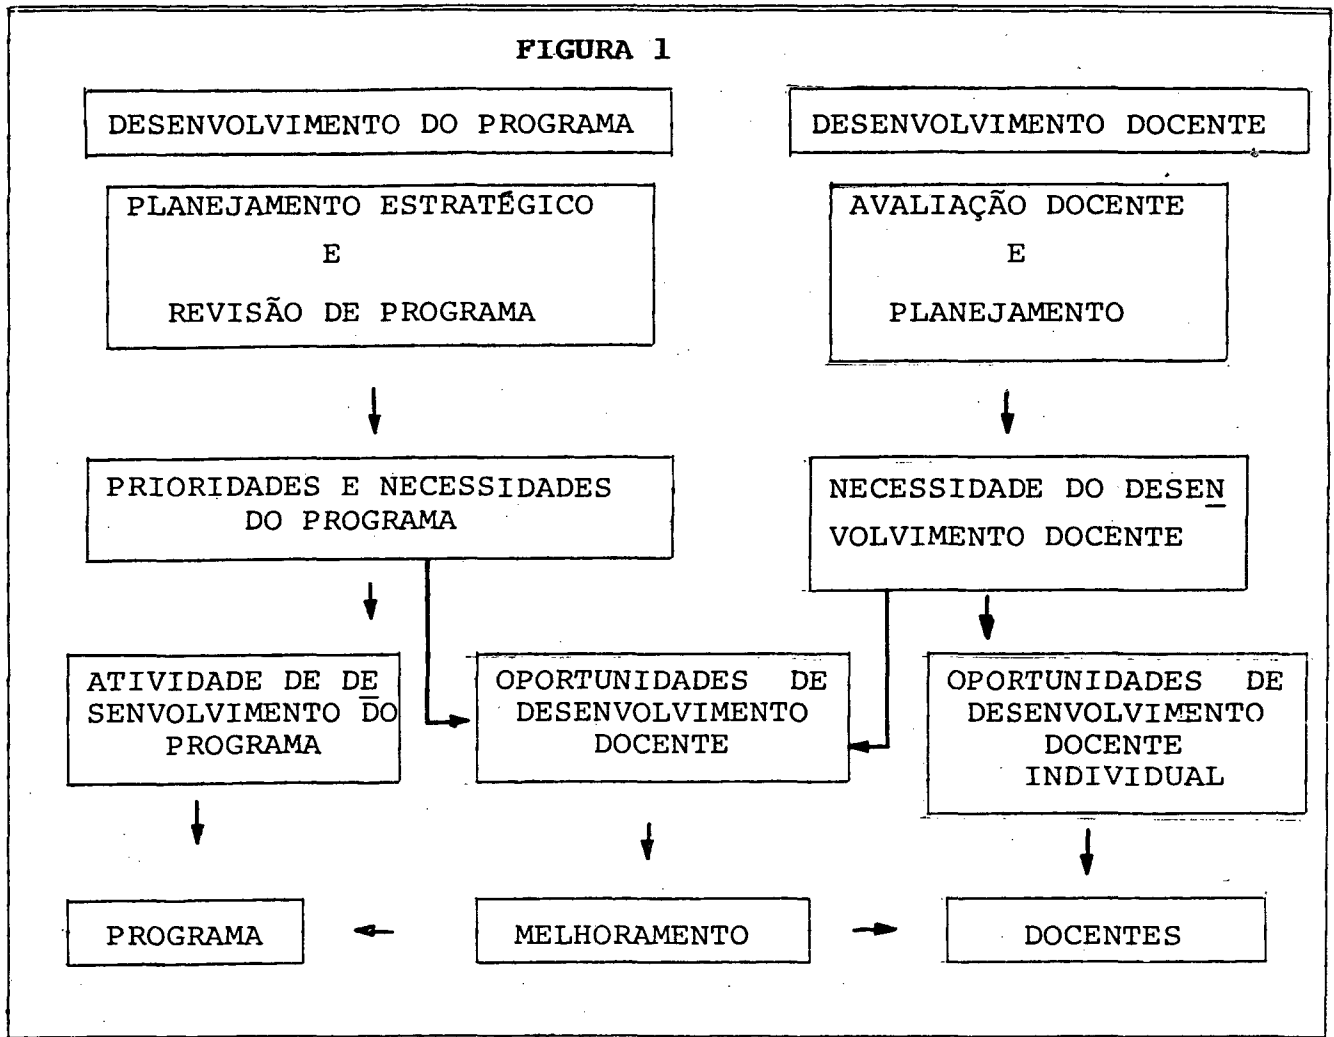 FIGURA 1
DESENVOLVIMENTO DO PROGRAMA
DESENVOLVIMENTO DOCENTE
PLANEJAMENTO ESTRATÉGICO
E
REVISÃO DE PROGRAMA
AVALIAÇÃO DOCENTE
E
PLANEJAMENTO
PRIORIDADES E NECESSIDADES
DO PROGRAMA
NECESSIDADE DO DESEN
VOLVIMENTO DOCENTE
ATIVIDADE DE DE
SENVOLVIMENTO DO
PROGRAMA
OPORTUNIDADES DE
DESENVOLVIMENTO
DOCENTE
OPORTUNIDADES DE
DESENVOLVIMENTO
DOCENTE
INDIVIDUAL
PROGRAMA
MELHORAMENTO
DOCENTES